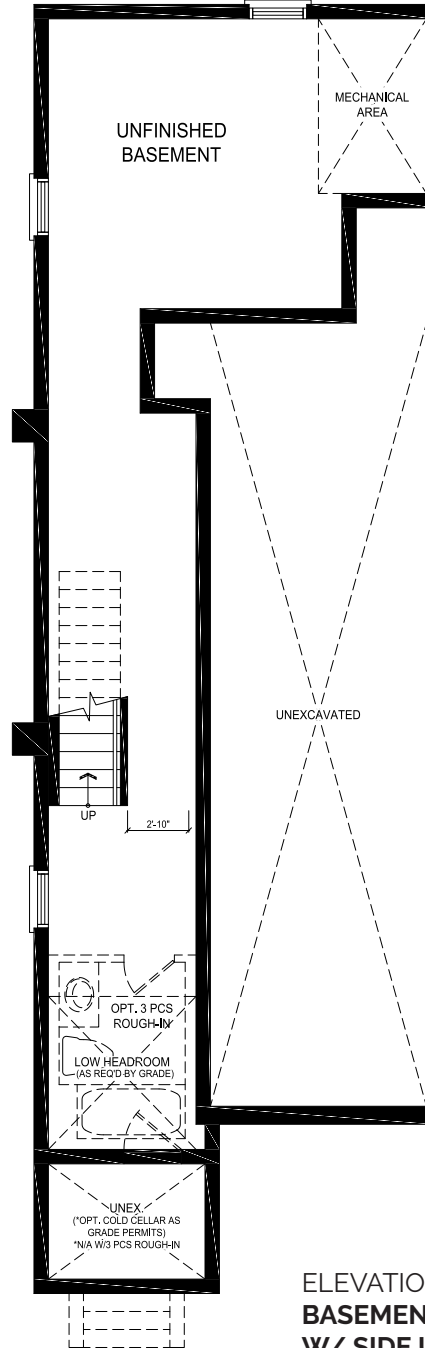 MECHANICAL
AREA
UNFINISHED
BASEMENT
UNEXCAVATED
UP
2'-10"
OPT. 3 PCS
ROUGH-IN
LOW HEADROOM
(AS REQ'D BY GRADE)
UNEX.
(*OPT. COLD CELLAR AS
GRADE PERMITS)
*N/A W/3 PCS ROUGH-IN
ELEVATIO
BASEMEN
W/ SIDE